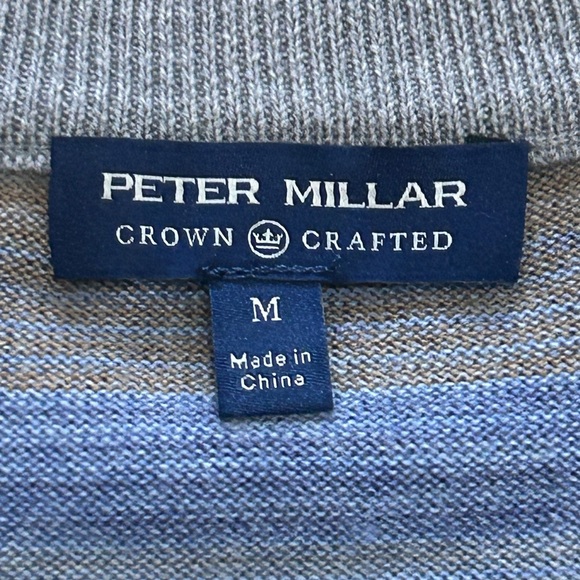 PETER MILLAR
CROWN CRAFTED
M
Made in
China